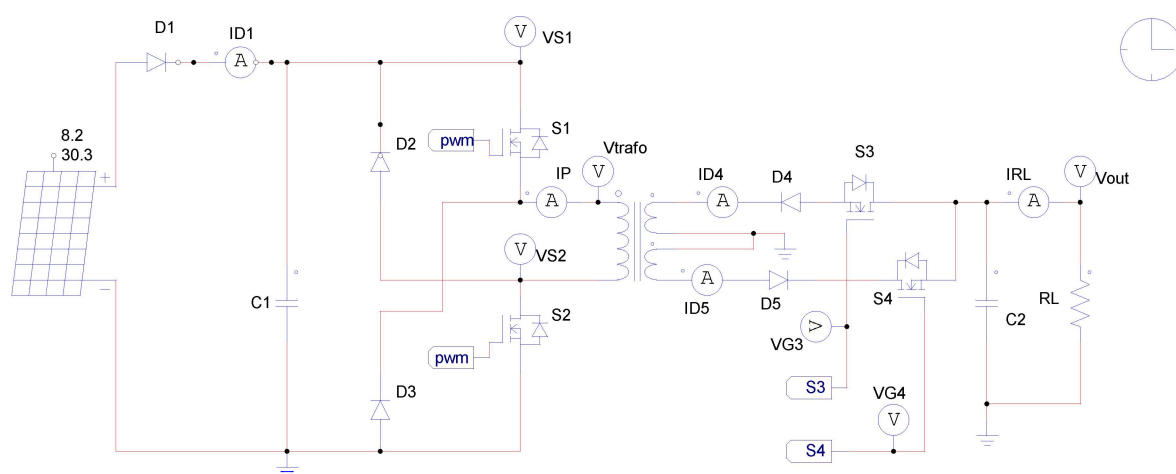 D1
ID1
A
V
VS1
8.2
30.3
+
−
C1
D2
pwm
S1
IP
A
Vtrafo
V
V
VS2
pwm
S2
D3
ID4
A
D4
S3
A
ID5
D5
S4
IRL
A
V
Vout
C2
RL
VG3
V
S3
VG4
V
S4